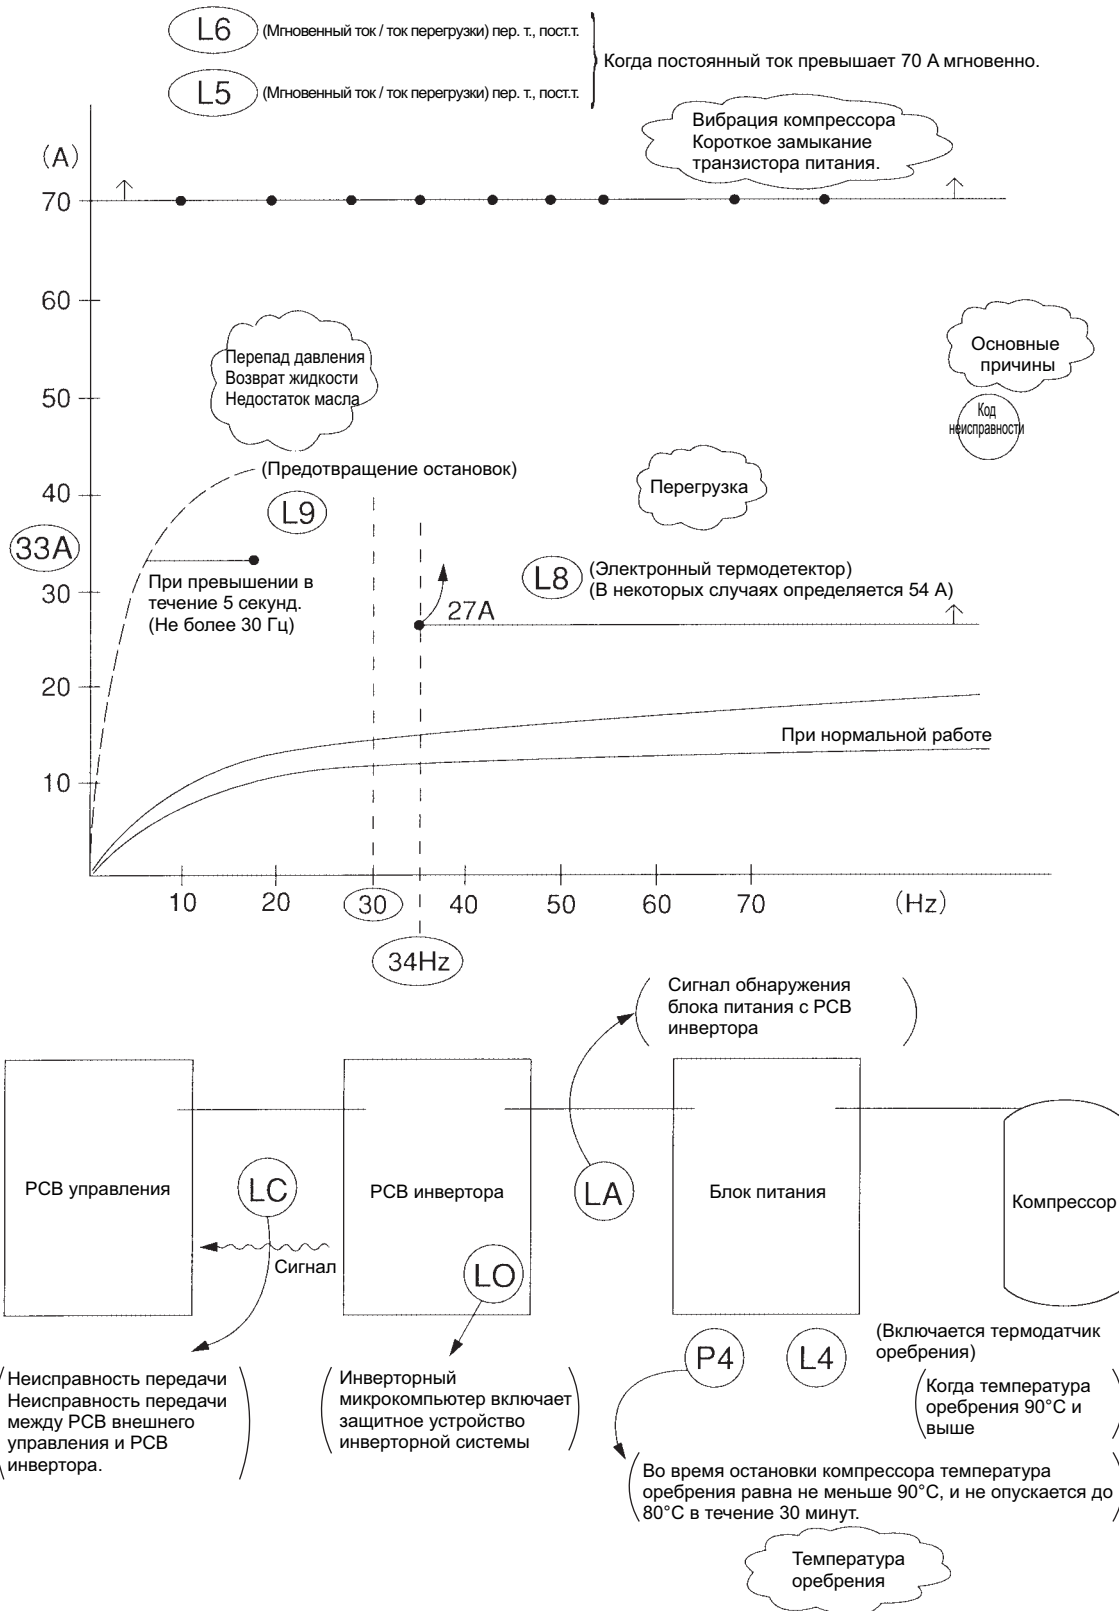 L6 (Мгновенный ток / ток перегрузки) пер. т., пост.т.
L5 (Мгновенный ток / ток перегрузки) пер. т., пост.т.
Когда постоянный ток превышает 70 А мгновенно.
Вибрация компрессора
Короткое замыкание
транзистора питания.
(A)
70
60
50
40
33A
30
20
10
Перепад давления
Возврат жидкости
Недостаток масла
Основные
причины
Код
неисправности
(Предотвращение остановок)
L9
Перегрузка
При превышении в
течение 5 секунд.
(Не более 30 Гц)
27A
L8 (Электронный термодетектор)
(В некоторых случаях определяется 54 А)
При нормальной работе
10 20 30 40 50 60 70 (Hz)
34Hz
Сигнал обнаружения
блока питания с PCB
инвертора
PCB управления
LC
Сигнал
PCB инвертора
LO
LA
Блок питания
Компрессор
P4
L4
(Включается термодатчик
оребрения)
Когда температура
оребрения 90°C и
выше
Неисправность передачи
Неисправность передачи
между PCB внешнего
управления и PCB
инвертора.
Инверторный
микрокомпьютер включает
защитное устройство
инверторной системы
Во время остановки компрессора температура
оребрения равна не меньше 90°C, и не опускается до
80°C в течение 30 минут.
Температура
оребрения